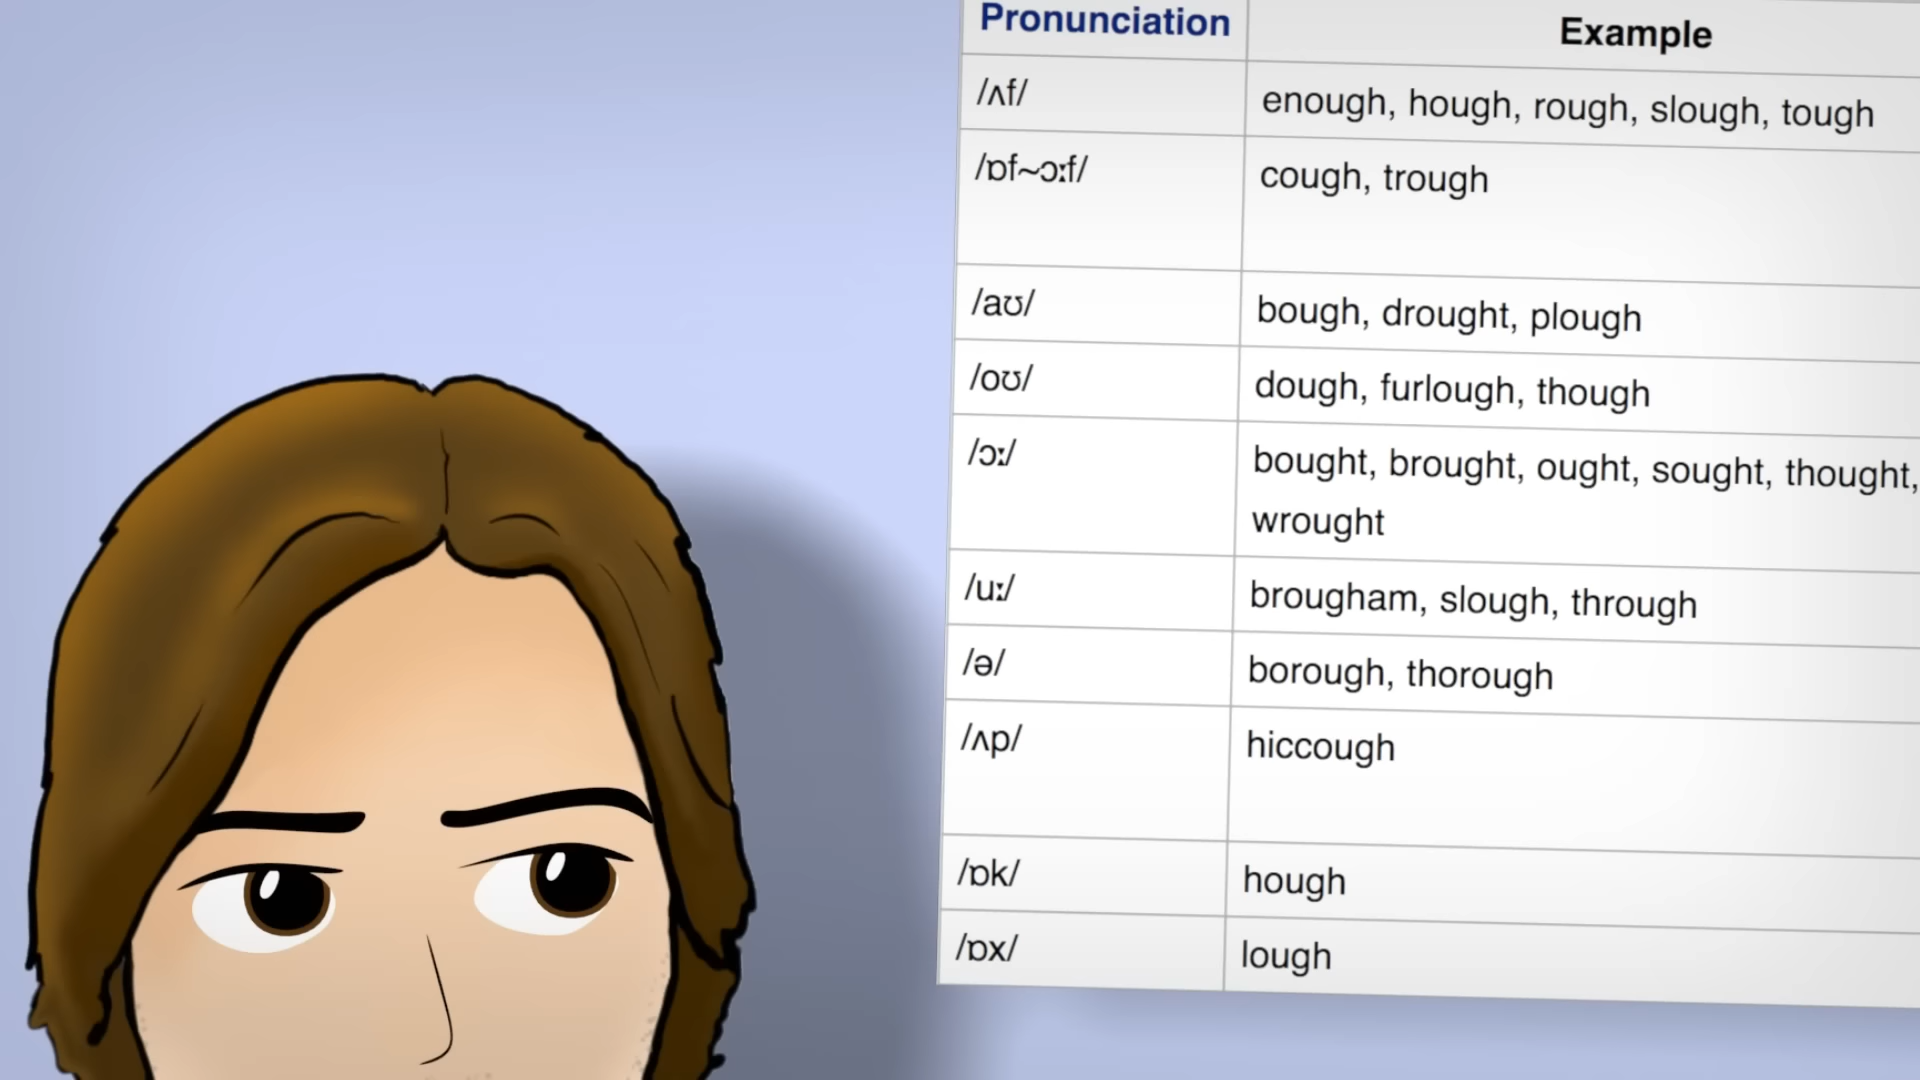 Pronunciation Example
/ʌf/ enough, hough, rough, slough, tough
/ɒf~ɔːf/ cough, trough
/aʊ/ bough, drought, plough
/oʊ/ dough, furlough, though
/ɔː/ bought, brought, ought, sought, thought,
wrought
/uː/ brougham, slough, through
/ə/ borough, thorough
/ʌp/ hiccough
/ɒk/ hough
/ɒx/ lough